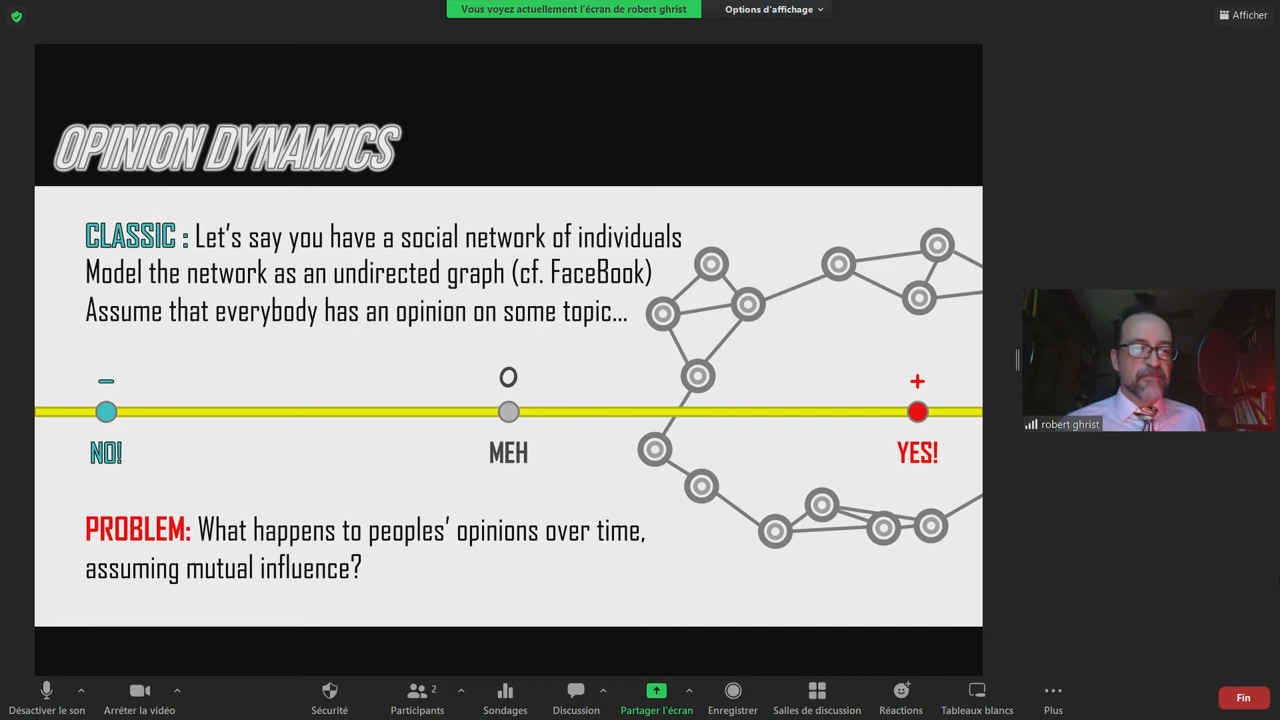 Vous voyez actuellement l'écran de robert ghrist
Options d'affichage
Afficher
OPINION DYNAMICS
CLASSIC : Let's say you have a social network of individuals
Model the network as an undirected graph (cf. FaceBook)
Assume that everybody has an opinion on some topic...
− 0 +
NO! MEH YES!
robert ghrist
PROBLEM: What happens to peoples' opinions over time,
assuming mutual influence?
2
Désactiver le son Arrêter la vidéo Sécurité Participants Sondages Discussion Partager l'écran Enregistrer Salles de discussion Réactions Tableaux blancs Plus Fin